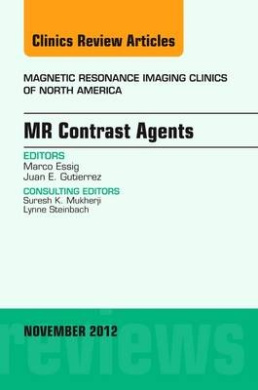 Clinics Review Articles
MAGNETIC RESONANCE IMAGING CLINICS
OF NORTH AMERICA
MR Contrast Agents
EDITORS
Marco Essig
Juan E. Gutierrez
CONSULTING EDITORS
Suresh K. Mukherji
Lynne Steinbach
reviews
NOVEMBER 2012